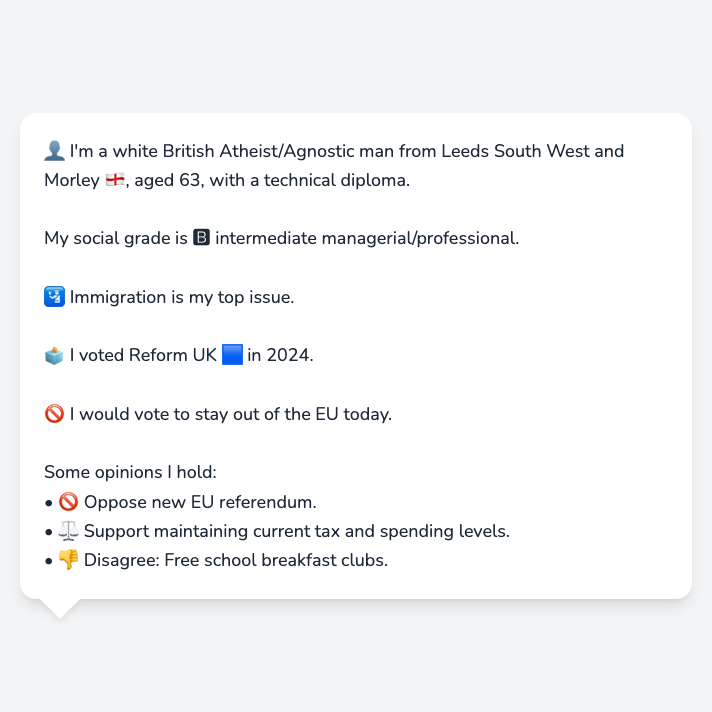 👤 I'm a white British Atheist/Agnostic man from Leeds South West and
Morley 🏴󠁧󠁢󠁥󠁮󠁧󠁿, aged 63, with a technical diploma.
My social grade is 🅱 intermediate managerial/professional.
🛂 Immigration is my top issue.
🗳️ I voted Reform UK 🟦 in 2024.
🚫 I would vote to stay out of the EU today.
Some opinions I hold:
• 🚫 Oppose new EU referendum.
• ⚖️ Support maintaining current tax and spending levels.
• 👎 Disagree: Free school breakfast clubs.